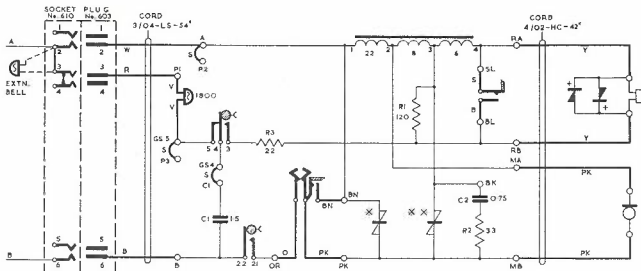 SOCKET No. 610
PLUG No. 603
CORD 3/04-LS-54"
CORD 4/02-HC-42"
A
1
2
1
2
W
A
S
P2
1
22
2
8
3
6
4
RA
Y
3
4
3
4
R
P1
EXTN. BELL
V
1800
V
SL
S
B
BL
R1
120
+
+
GS.5
S
P3
5
4
3
R3
22
RB
Y
MA
PK
GS4
S
C1
C1
1·5
BN
BN
BK
C2
0·75
R2
33
B
5
6
5
6
B
B
22
21
OR
O
PK
PK
MB
PK